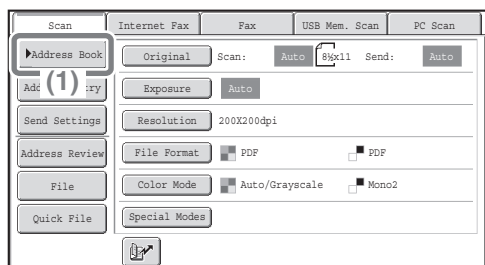 Scan Internet Fax Fax USB Mem. Scan PC Scan
Address Book Original Scan: Auto 8½x11 Send: Auto
(1) Exposure Auto
Send Settings Resolution 200X200dpi
Address Review File Format PDF PDF
File Color Mode Auto/Grayscale Mono2
Quick File Special Modes